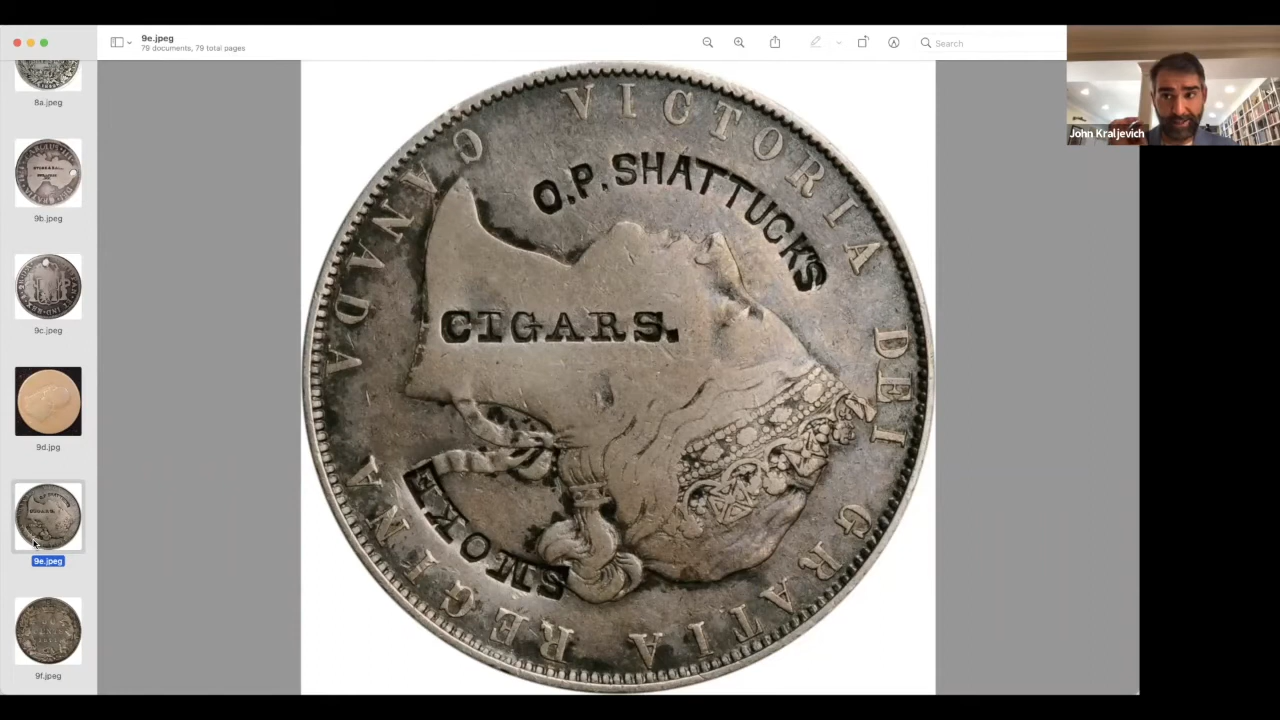 9e.jpeg
79 documents, 79 total pages
Search
John Kraljevich
8a.jpeg
9b.jpeg
9c.jpeg
9d.jpg
9e.jpeg
9f.jpeg
VICTORIA DEI GRATIA REGINA
CANADA
O.P. SHATTUCKS
CIGARS.
SMOKE